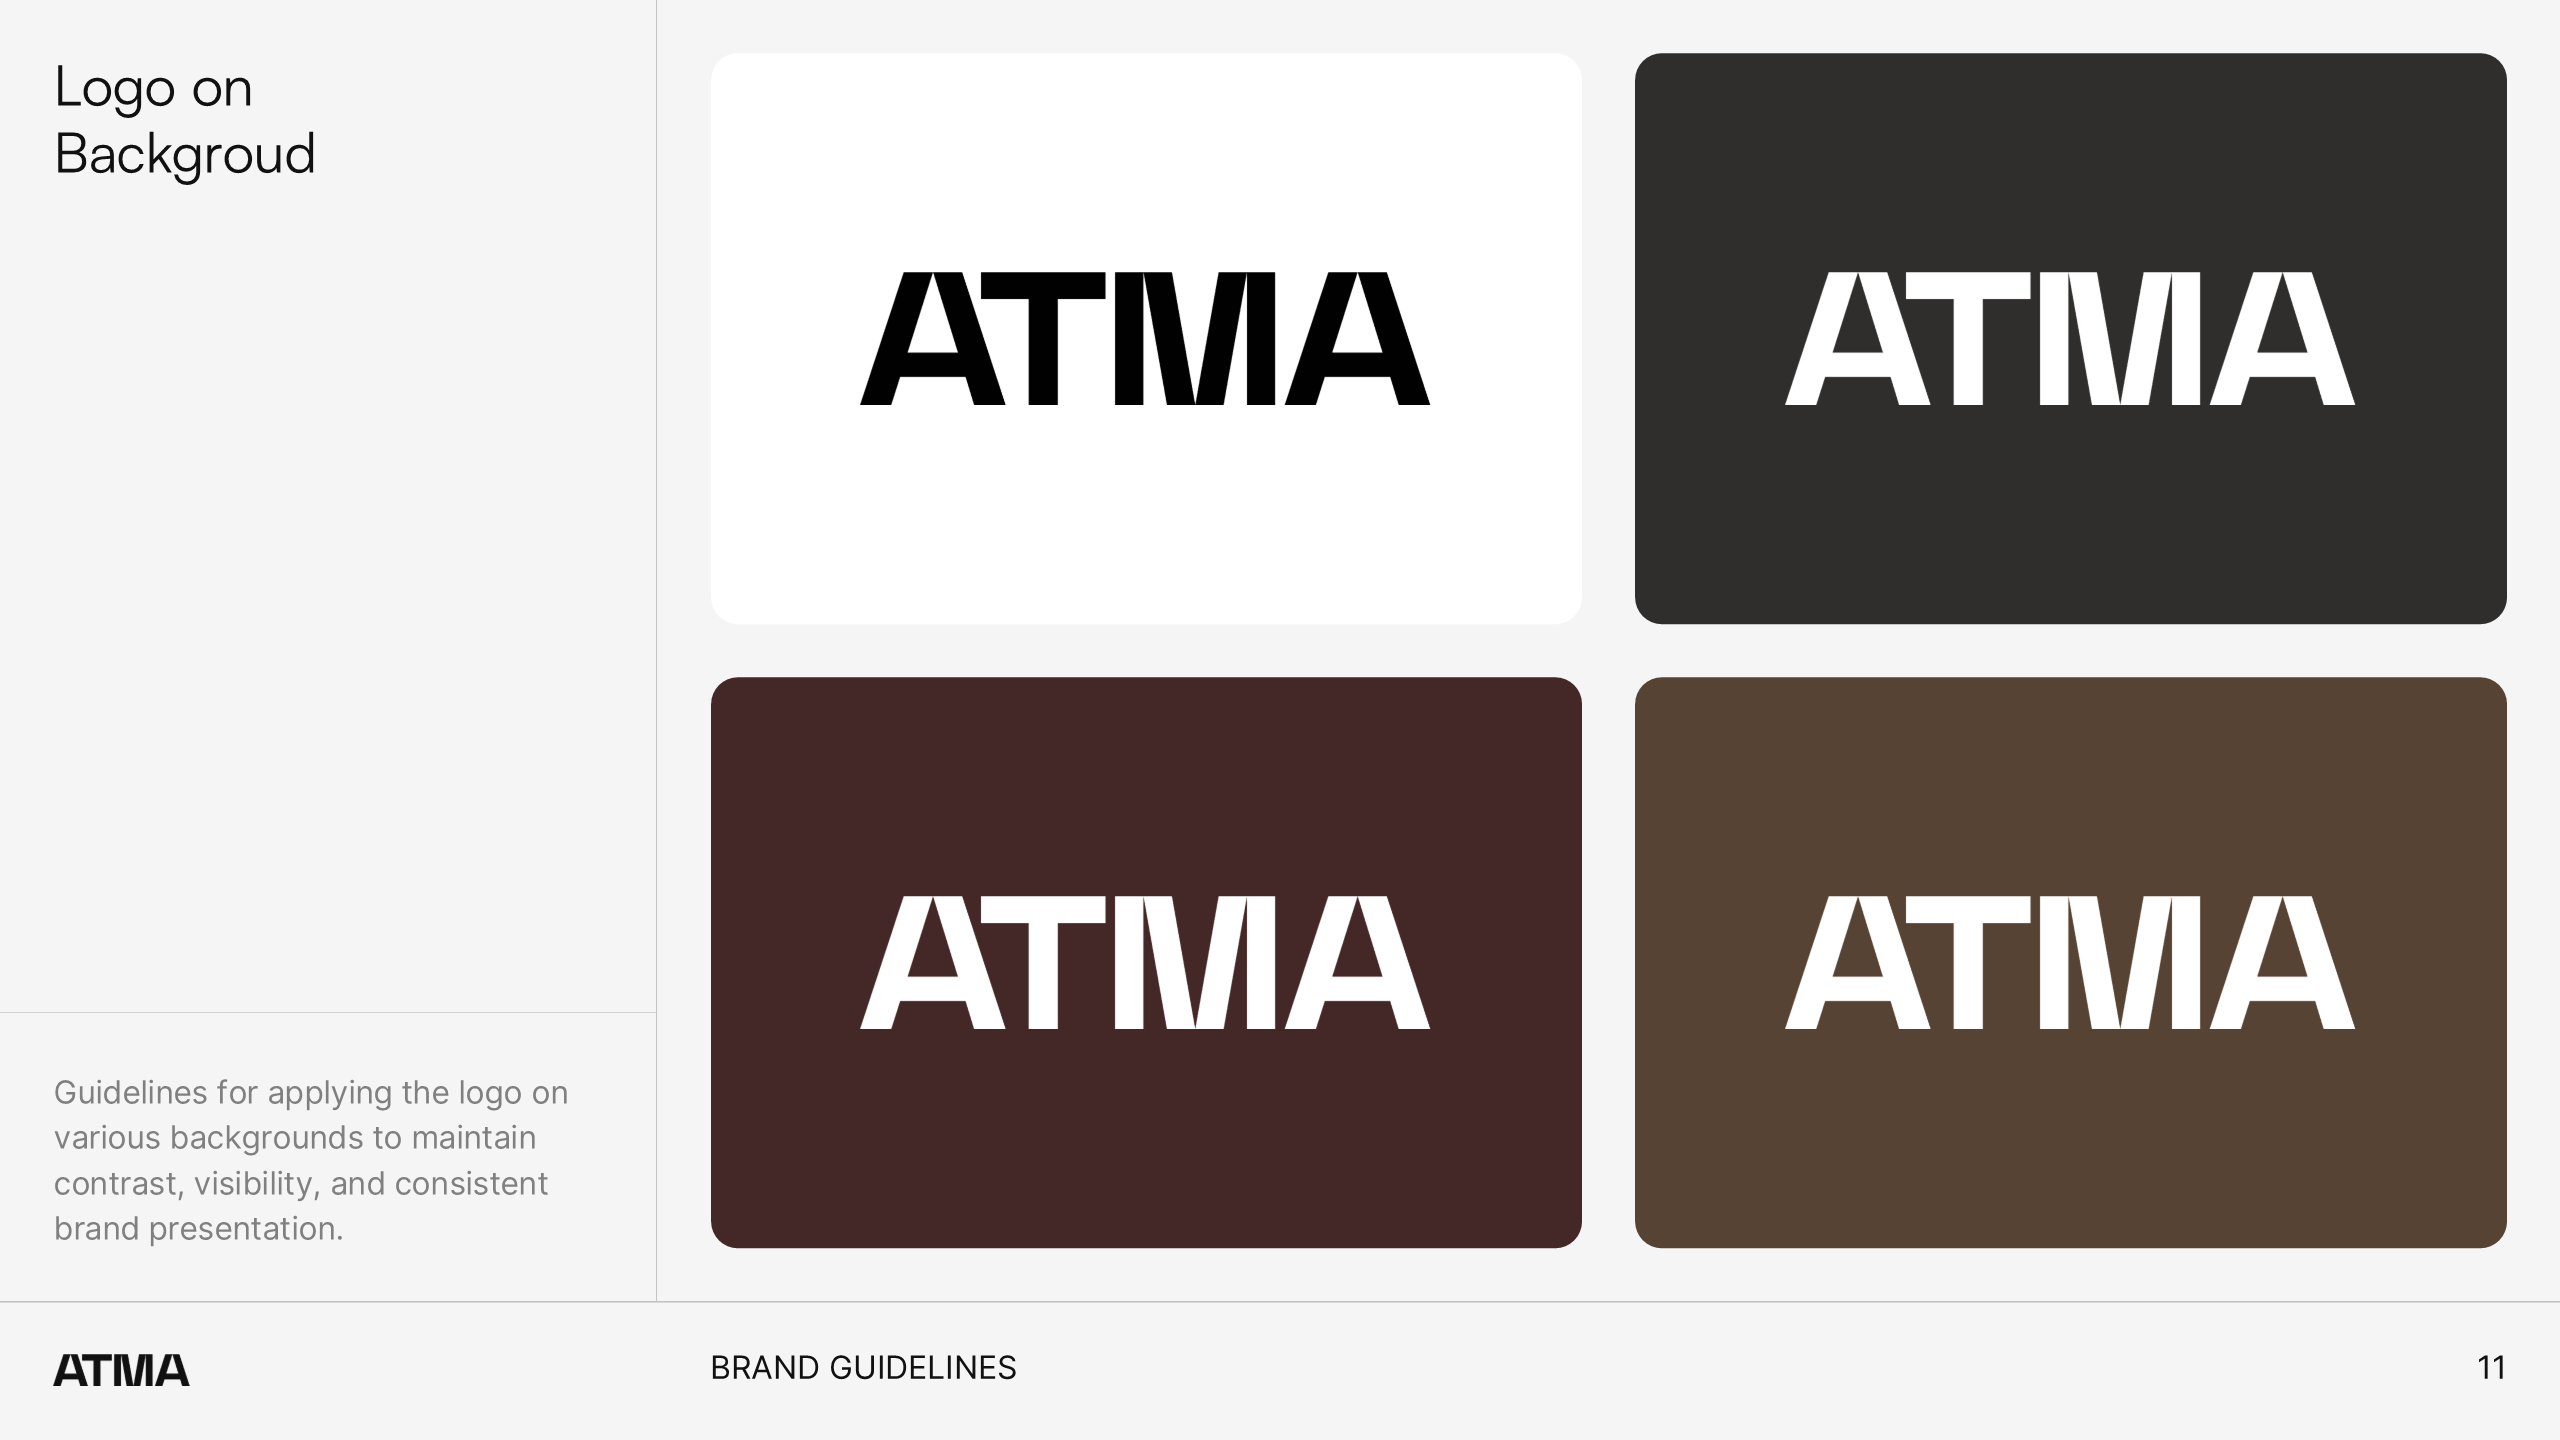 Logo on
Backgroud
ATMA
ATMA
ATMA
ATMA
Guidelines for applying the logo on
various backgrounds to maintain
contrast, visibility, and consistent
brand presentation.
ATMA
BRAND GUIDELINES
11